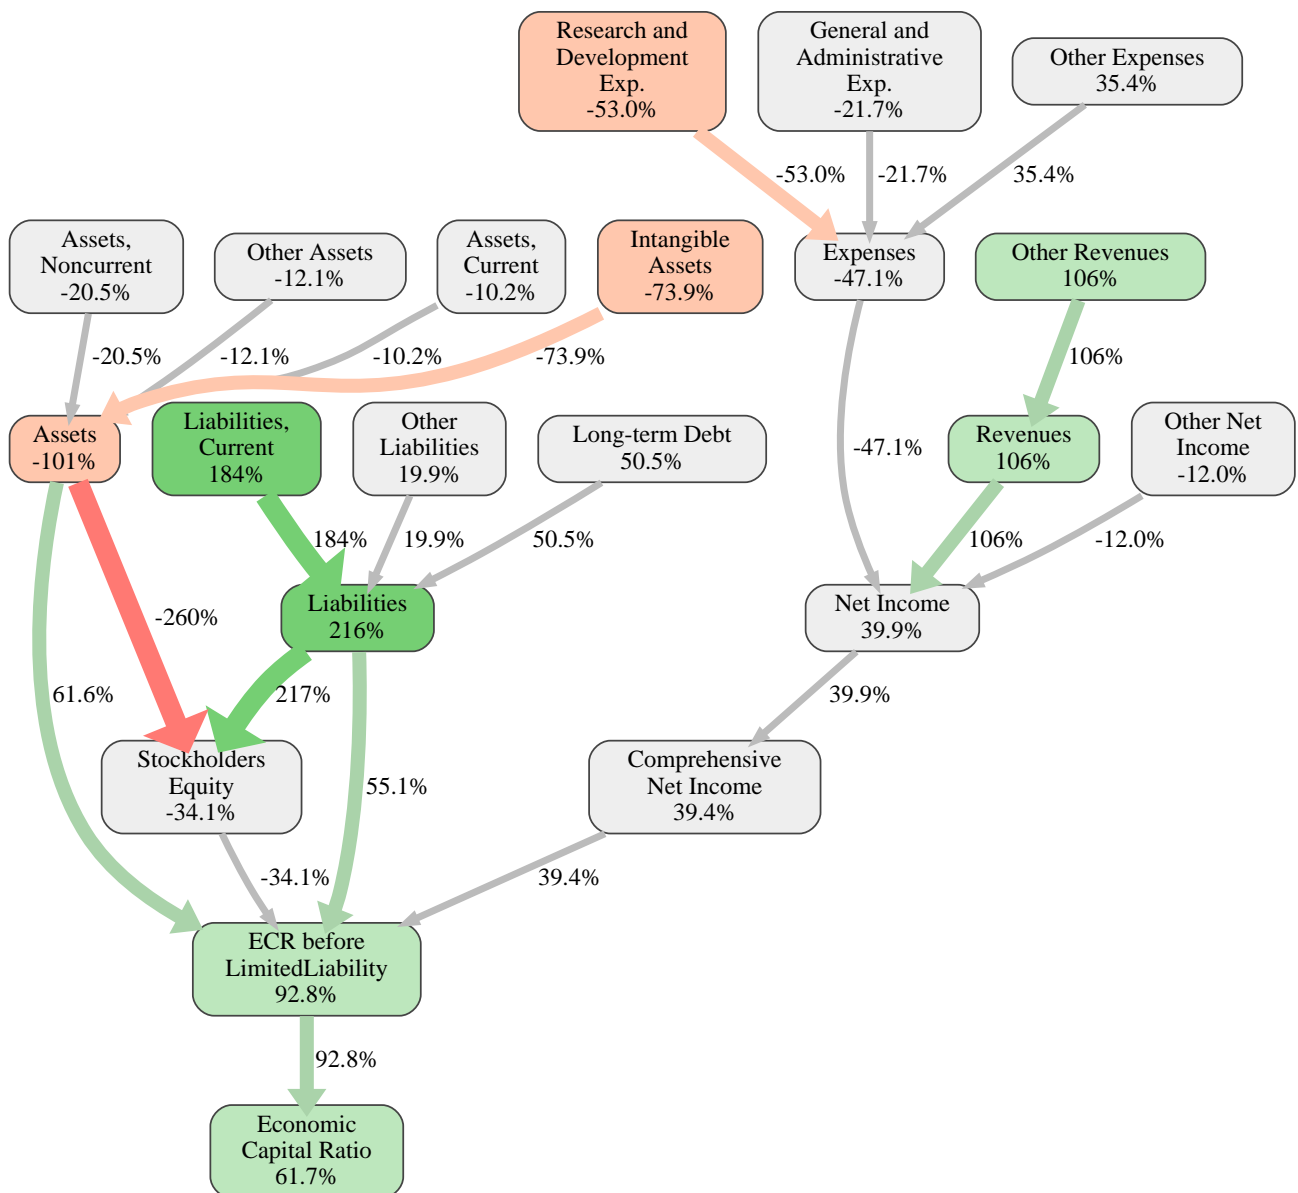 Research and
Development
Exp.
-53.0%
General and
Administrative
Exp.
-21.7%
Other Expenses
35.4%
-53.0%
-21.7%
35.4%
Assets,
Noncurrent
-20.5%
Other Assets
-12.1%
Assets,
Current
-10.2%
Intangible
Assets
-73.9%
Expenses
-47.1%
Other Revenues
106%
-20.5%
-12.1%
-10.2%
-73.9%
106%
Assets
-101%
Liabilities,
Current
184%
Other
Liabilities
19.9%
Long-term Debt
50.5%
-47.1%
Revenues
106%
Other Net
Income
-12.0%
184%
19.9%
50.5%
106%
-12.0%
Liabilities
216%
Net Income
39.9%
-260%
61.6%
217%
39.9%
Stockholders
Equity
-34.1%
55.1%
Comprehensive
Net Income
39.4%
-34.1%
39.4%
ECR before
LimitedLiability
92.8%
92.8%
Economic
Capital Ratio
61.7%